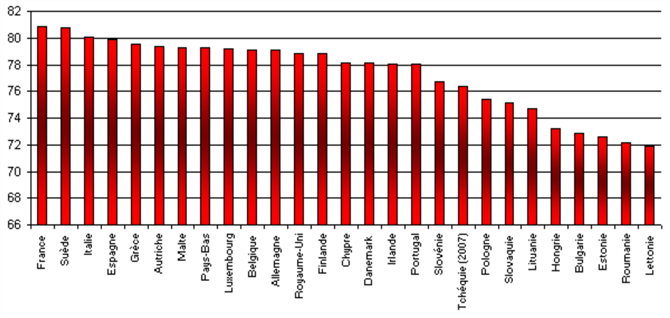 82
80
78
76
74
72
70
68
66
France
Suède
Italie
Espagne
Grèce
Autriche
Malte
Pays-Bas
Luxembourg
Belgique
Allemagne
Royaume-Uni
Finlande
Chypre
Danemark
Irlande
Portugal
Slovénie
Tchéquie (2007)
Pologne
Slovaquie
Lituanie
Hongrie
Bulgarie
Estonie
Roumanie
Lettonie